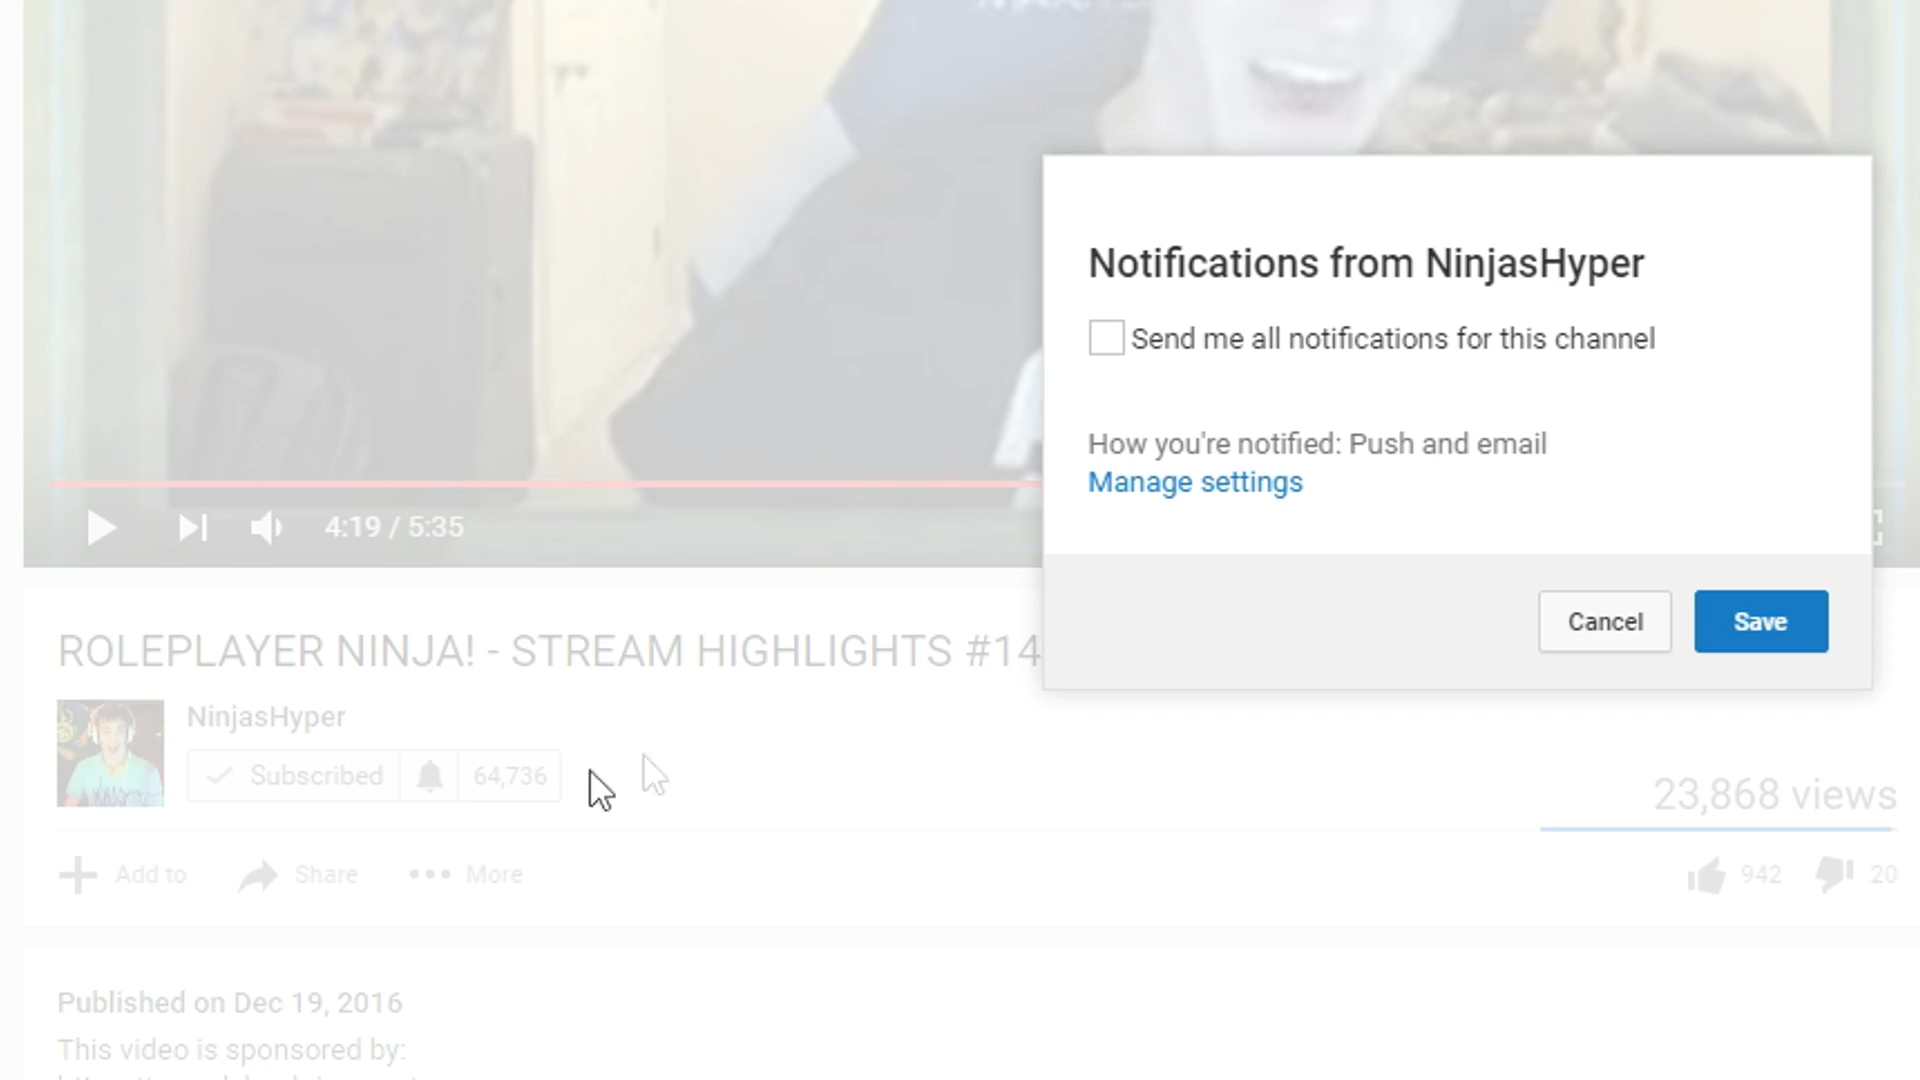 Notifications from NinjasHyper
Send me all notifications for this channel
How you're notified: Push and email
Manage settings
Cancel
Save
4:19 / 5:35
ROLEPLAYER NINJA! - STREAM HIGHLIGHTS #14
NinjasHyper
Subscribed
64,736
23,868 views
Add to
Share
More
942
20
Published on Dec 19, 2016
This video is sponsored by: